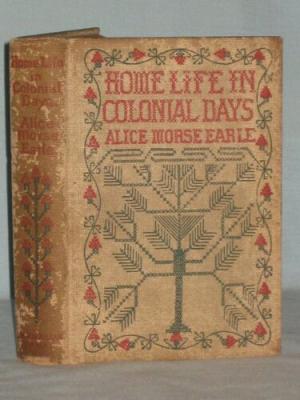 Home Life
in
Colonial
Days
Alice
Morse
Earle
HOME LIFE IN
COLONIAL DAYS
ALICE MORSE EARLE